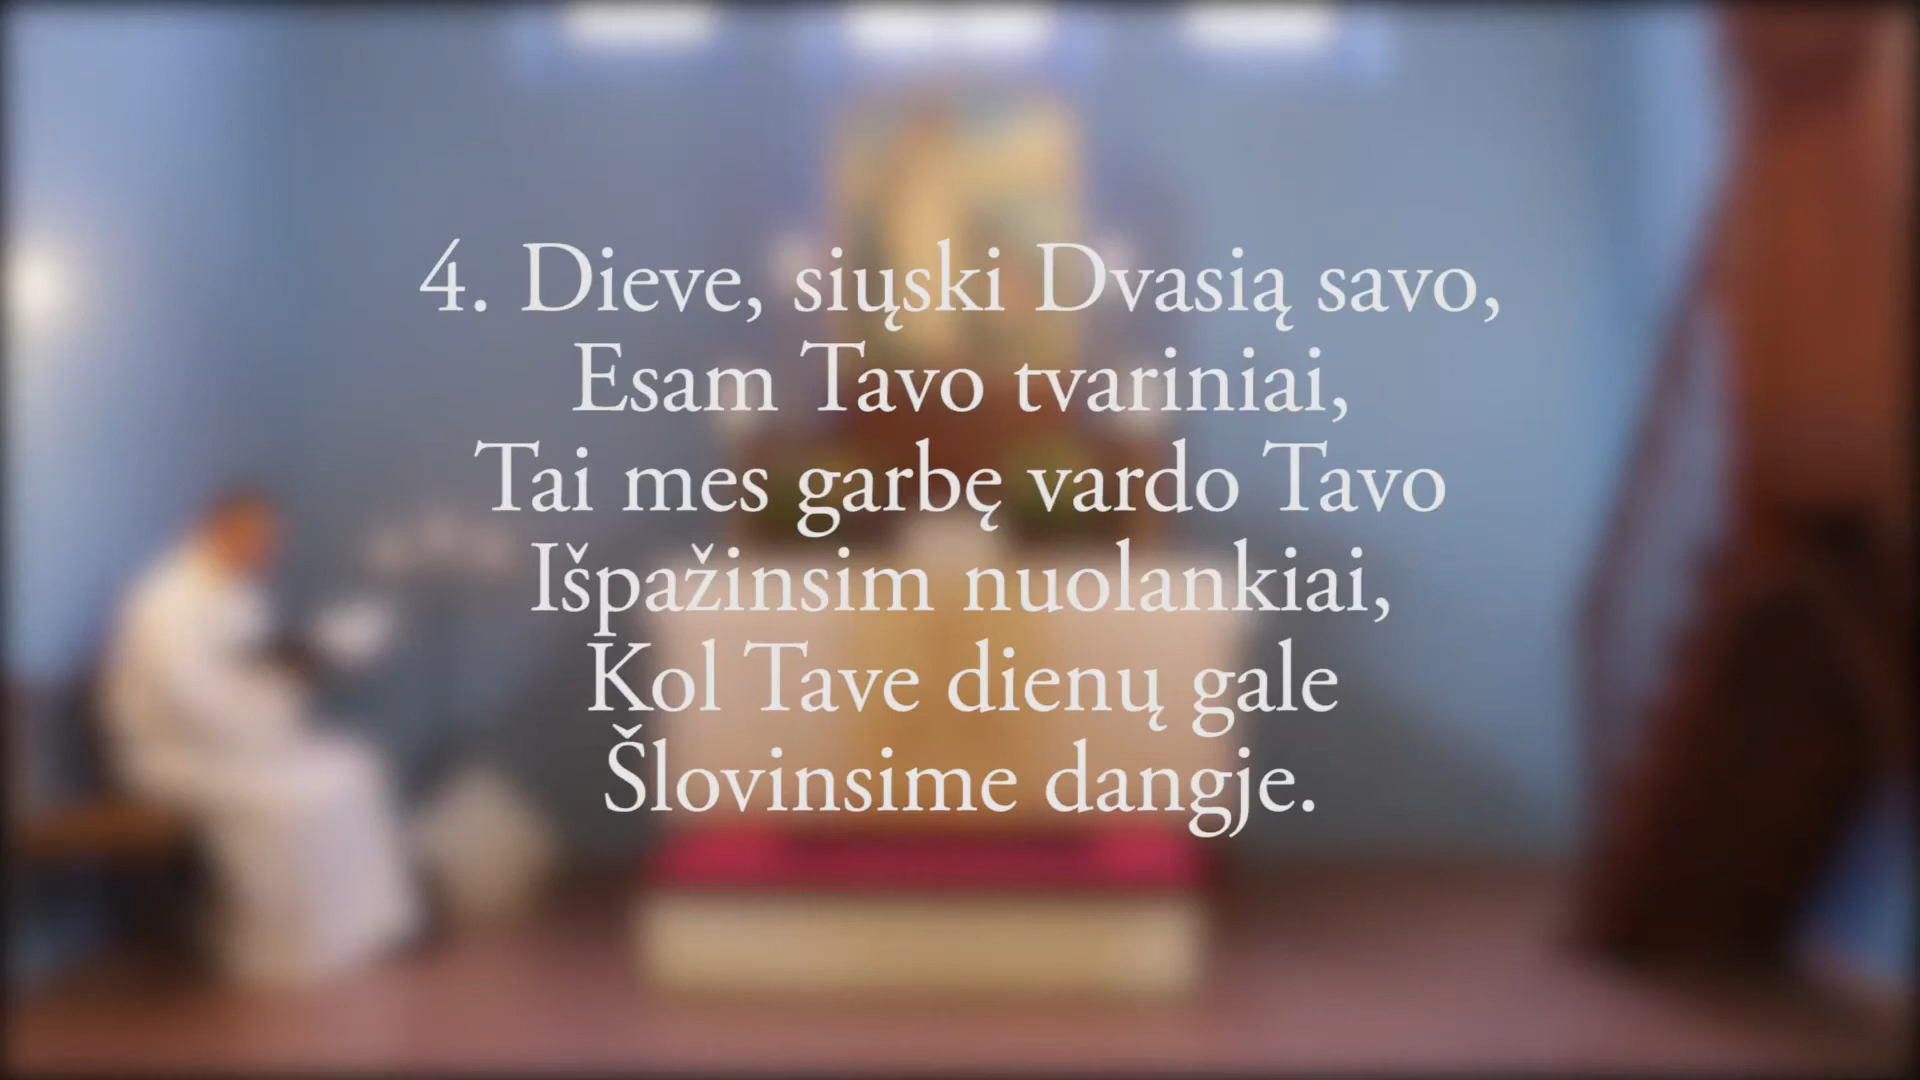 4. Dieve, siųski Dvasią savo,
Esam Tavo tvariniai,
Tai mes garbę vardo Tavo
Išpažinsim nuolankiai,
Kol Tave dienų gale
Šlovinsime dangje.